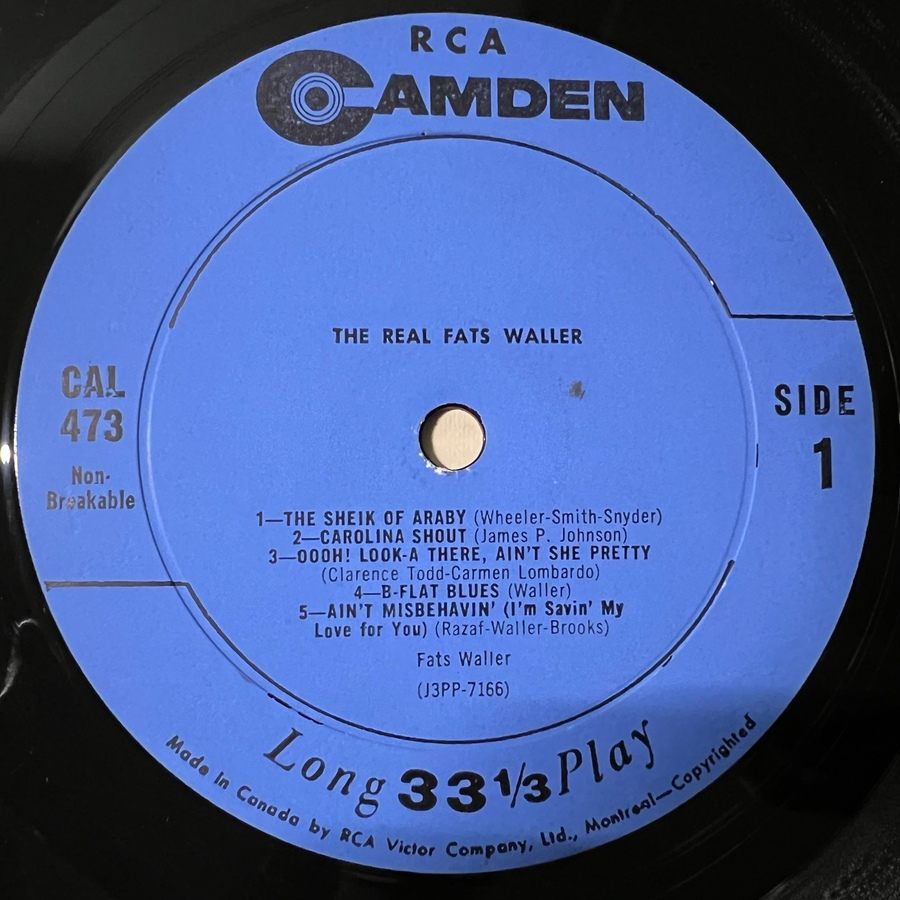 RCA
CAMDEN
THE REAL FATS WALLER
CAL
473
Non-
Breakable
SIDE
1
1—THE SHEIK OF ARABY (Wheeler-Smith-Snyder)
2—CAROLINA SHOUT (James P. Johnson)
3—OOOH! LOOK-A THERE, AIN'T SHE PRETTY
(Clarence Todd-Carmen Lombardo)
4—B-FLAT BLUES (Waller)
5—AIN'T MISBEHAVIN' (I'm Savin' My
Love for You) (Razaf-Waller-Brooks)
Fats Waller
(J3PP-7166)
Long 33 1/3 Play
Made in Canada by RCA Victor Company, Ltd., Montreal—Copyrighted